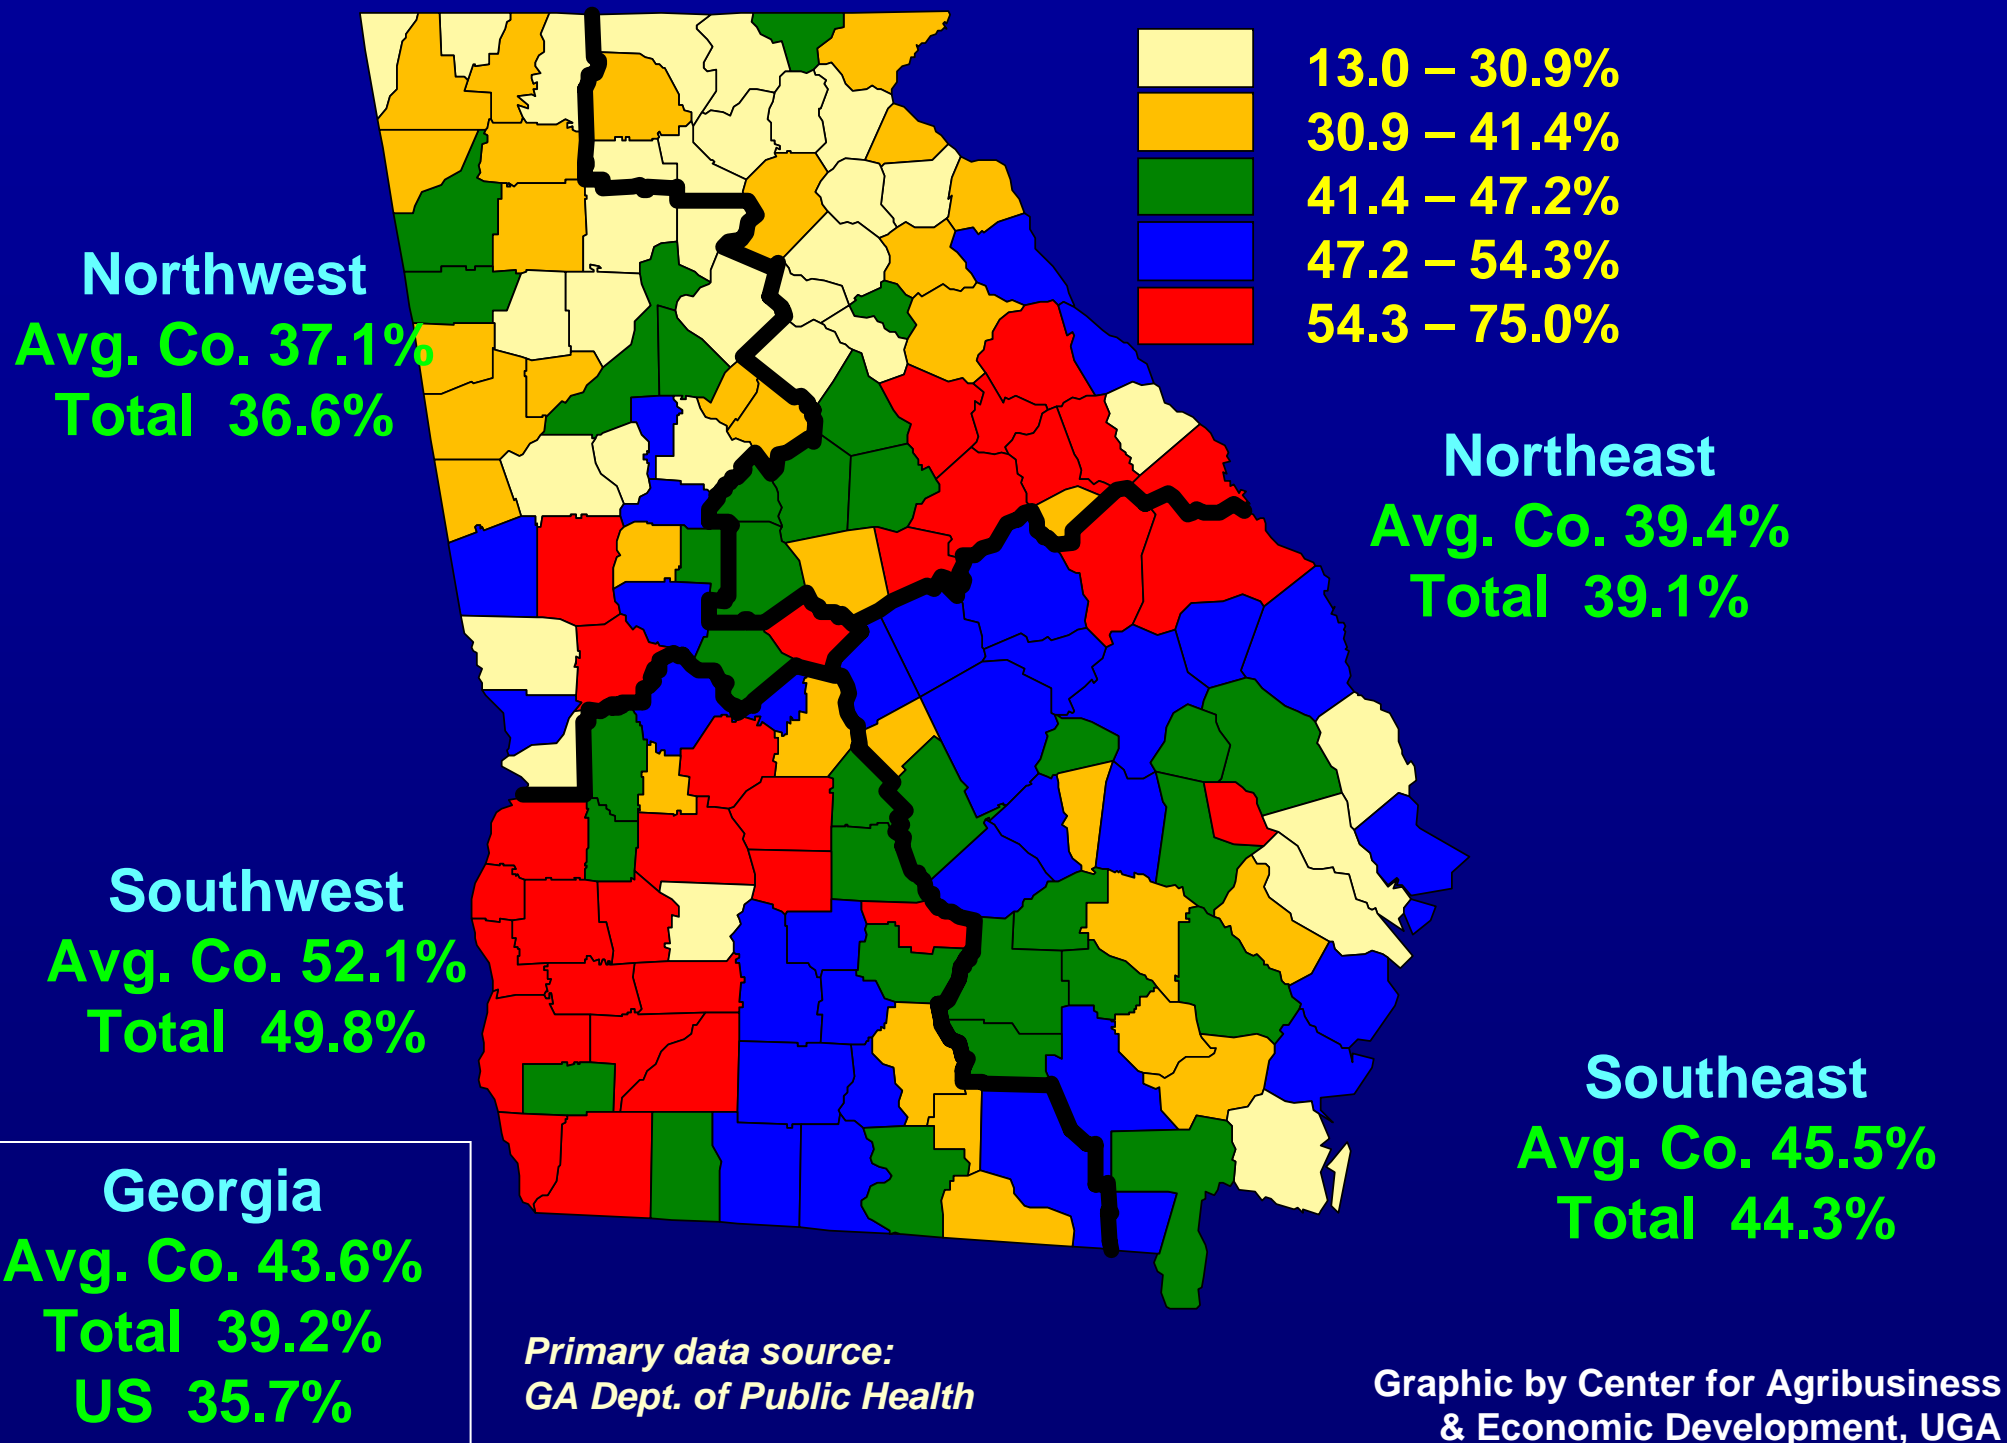 13.0 – 30.9%
30.9 – 41.4%
41.4 – 47.2%
47.2 – 54.3%
54.3 – 75.0%
Northwest
Avg. Co. 37.1%
Total 36.6%
Northeast
Avg. Co. 39.4%
Total 39.1%
Southwest
Avg. Co. 52.1%
Total 49.8%
Southeast
Avg. Co. 45.5%
Total 44.3%
Georgia
Avg. Co. 43.6%
Total 39.2%
US 35.7%
Primary data source:
GA Dept. of Public Health
Graphic by Center for Agribusiness
& Economic Development, UGA